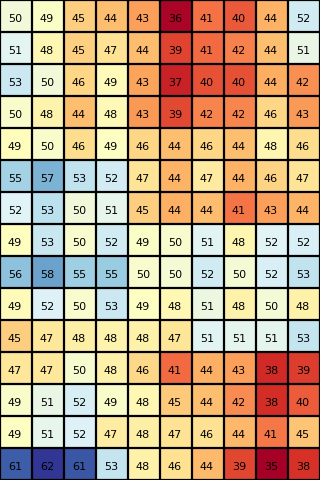 50 49 45 44 43 36 41 40 44 52
51 48 45 47 44 39 41 42 44 51
53 50 46 49 43 37 40 40 44 42
50 48 44 48 43 39 42 42 46 43
49 50 46 49 46 44 46 44 48 46
55 57 53 52 47 44 47 44 46 47
52 53 50 51 45 44 44 41 43 44
49 53 50 52 49 50 51 48 52 52
56 58 55 55 50 50 52 50 52 53
49 52 50 53 49 48 51 48 50 48
45 47 48 48 48 47 51 51 51 53
47 47 50 48 46 41 44 43 38 39
49 51 52 49 48 45 44 42 38 40
49 51 52 47 48 47 46 44 41 45
61 62 61 53 48 46 44 39 35 38